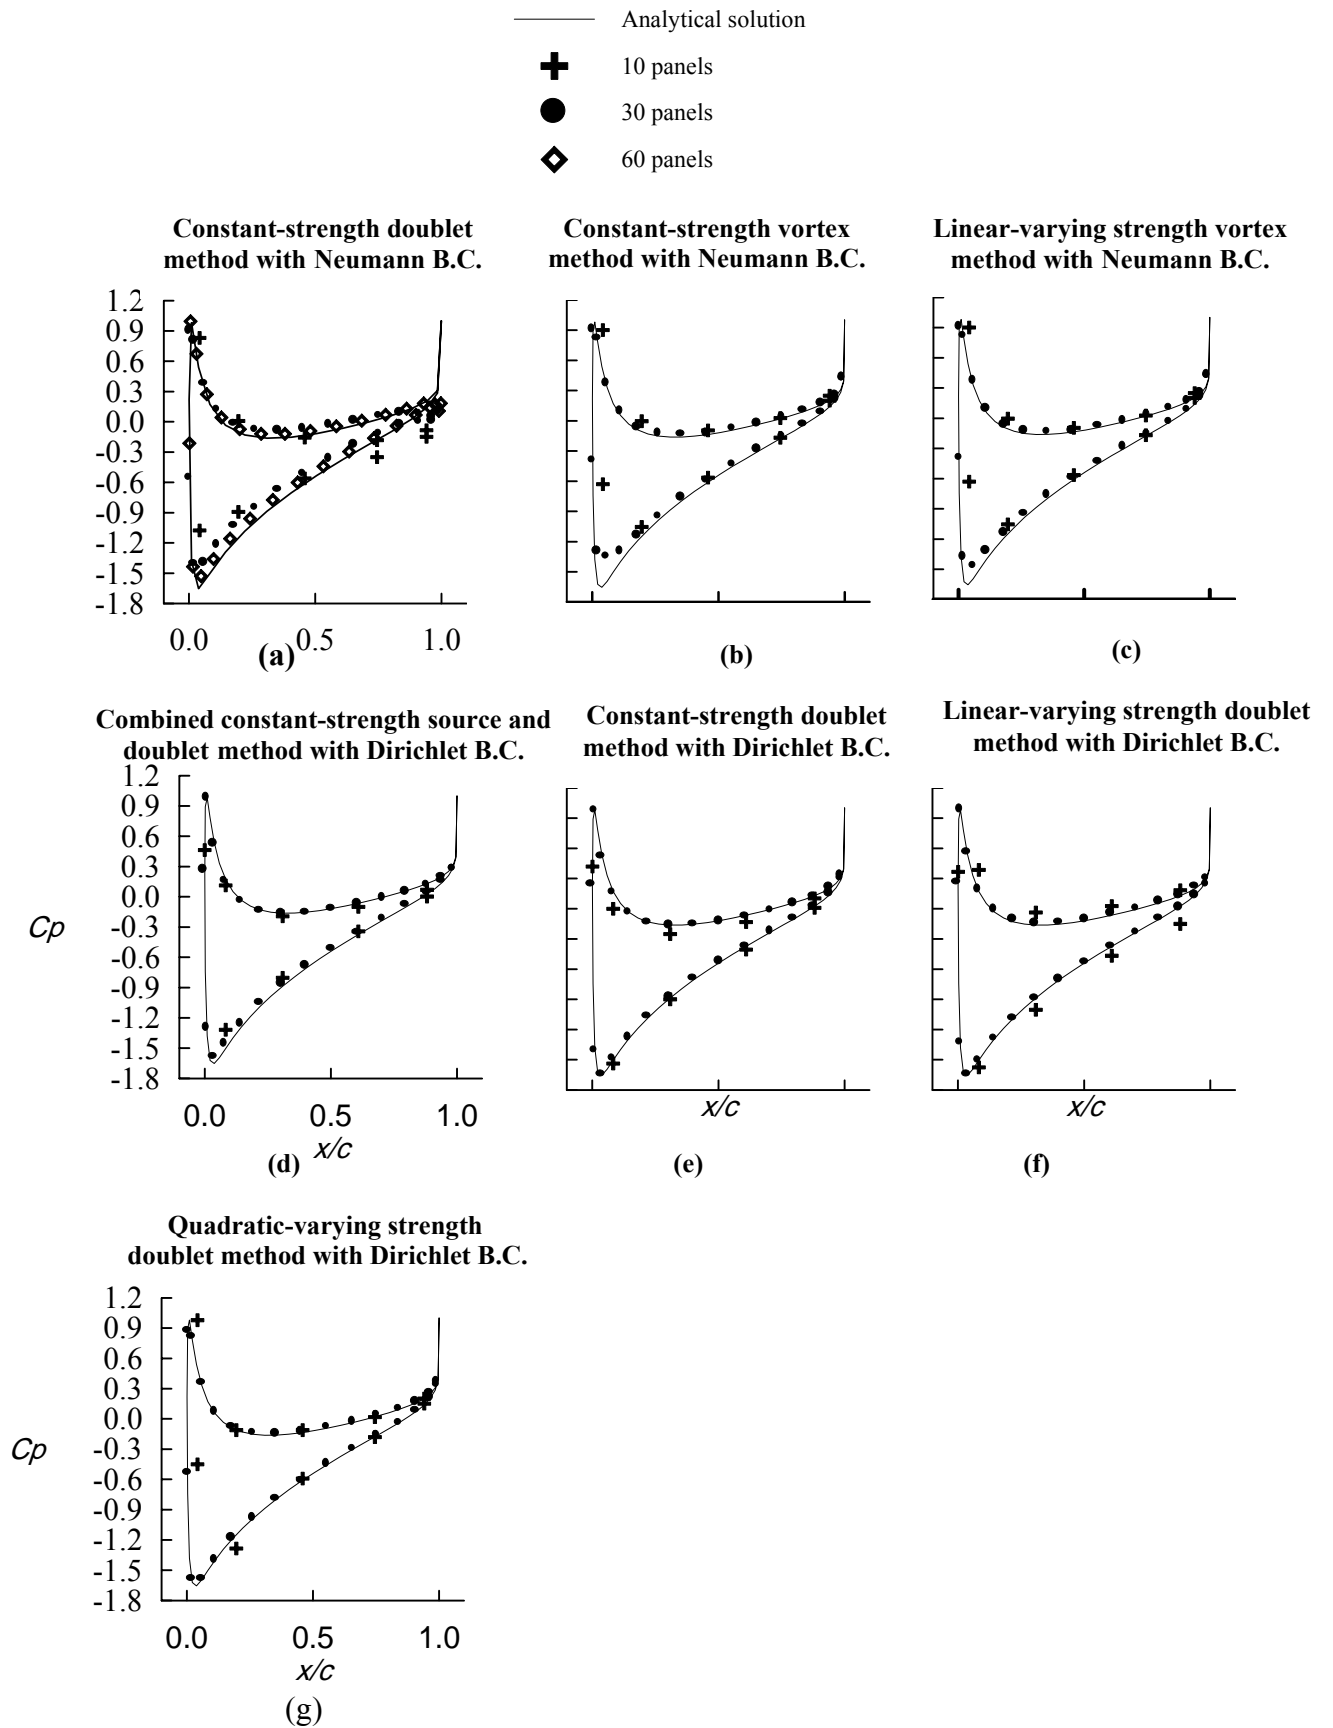 Analytical solution
10 panels
30 panels
60 panels
Constant-strength doublet
method with Neumann B.C.
Constant-strength vortex
method with Neumann B.C.
Linear-varying strength vortex
method with Neumann B.C.
1.2
0.9
0.6
0.3
0.0
-0.3
-0.6
-0.9
-1.2
-1.5
-1.8
0.0 0.5 1.0
(a)
(b)
(c)
Combined constant-strength source and
doublet method with Dirichlet B.C.
Constant-strength doublet
method with Dirichlet B.C.
Linear-varying strength doublet
method with Dirichlet B.C.
1.2
0.9
0.6
0.3
0.0
-0.3
-0.6
-0.9
-1.2
-1.5
-1.8
Cp
0.0 0.5 1.0
x/c
x/c
x/c
(d)
(e)
(f)
Quadratic-varying strength
doublet method with Dirichlet B.C.
1.2
0.9
0.6
0.3
0.0
-0.3
-0.6
-0.9
-1.2
-1.5
-1.8
Cp
0.0 0.5 1.0
x/c
(g)